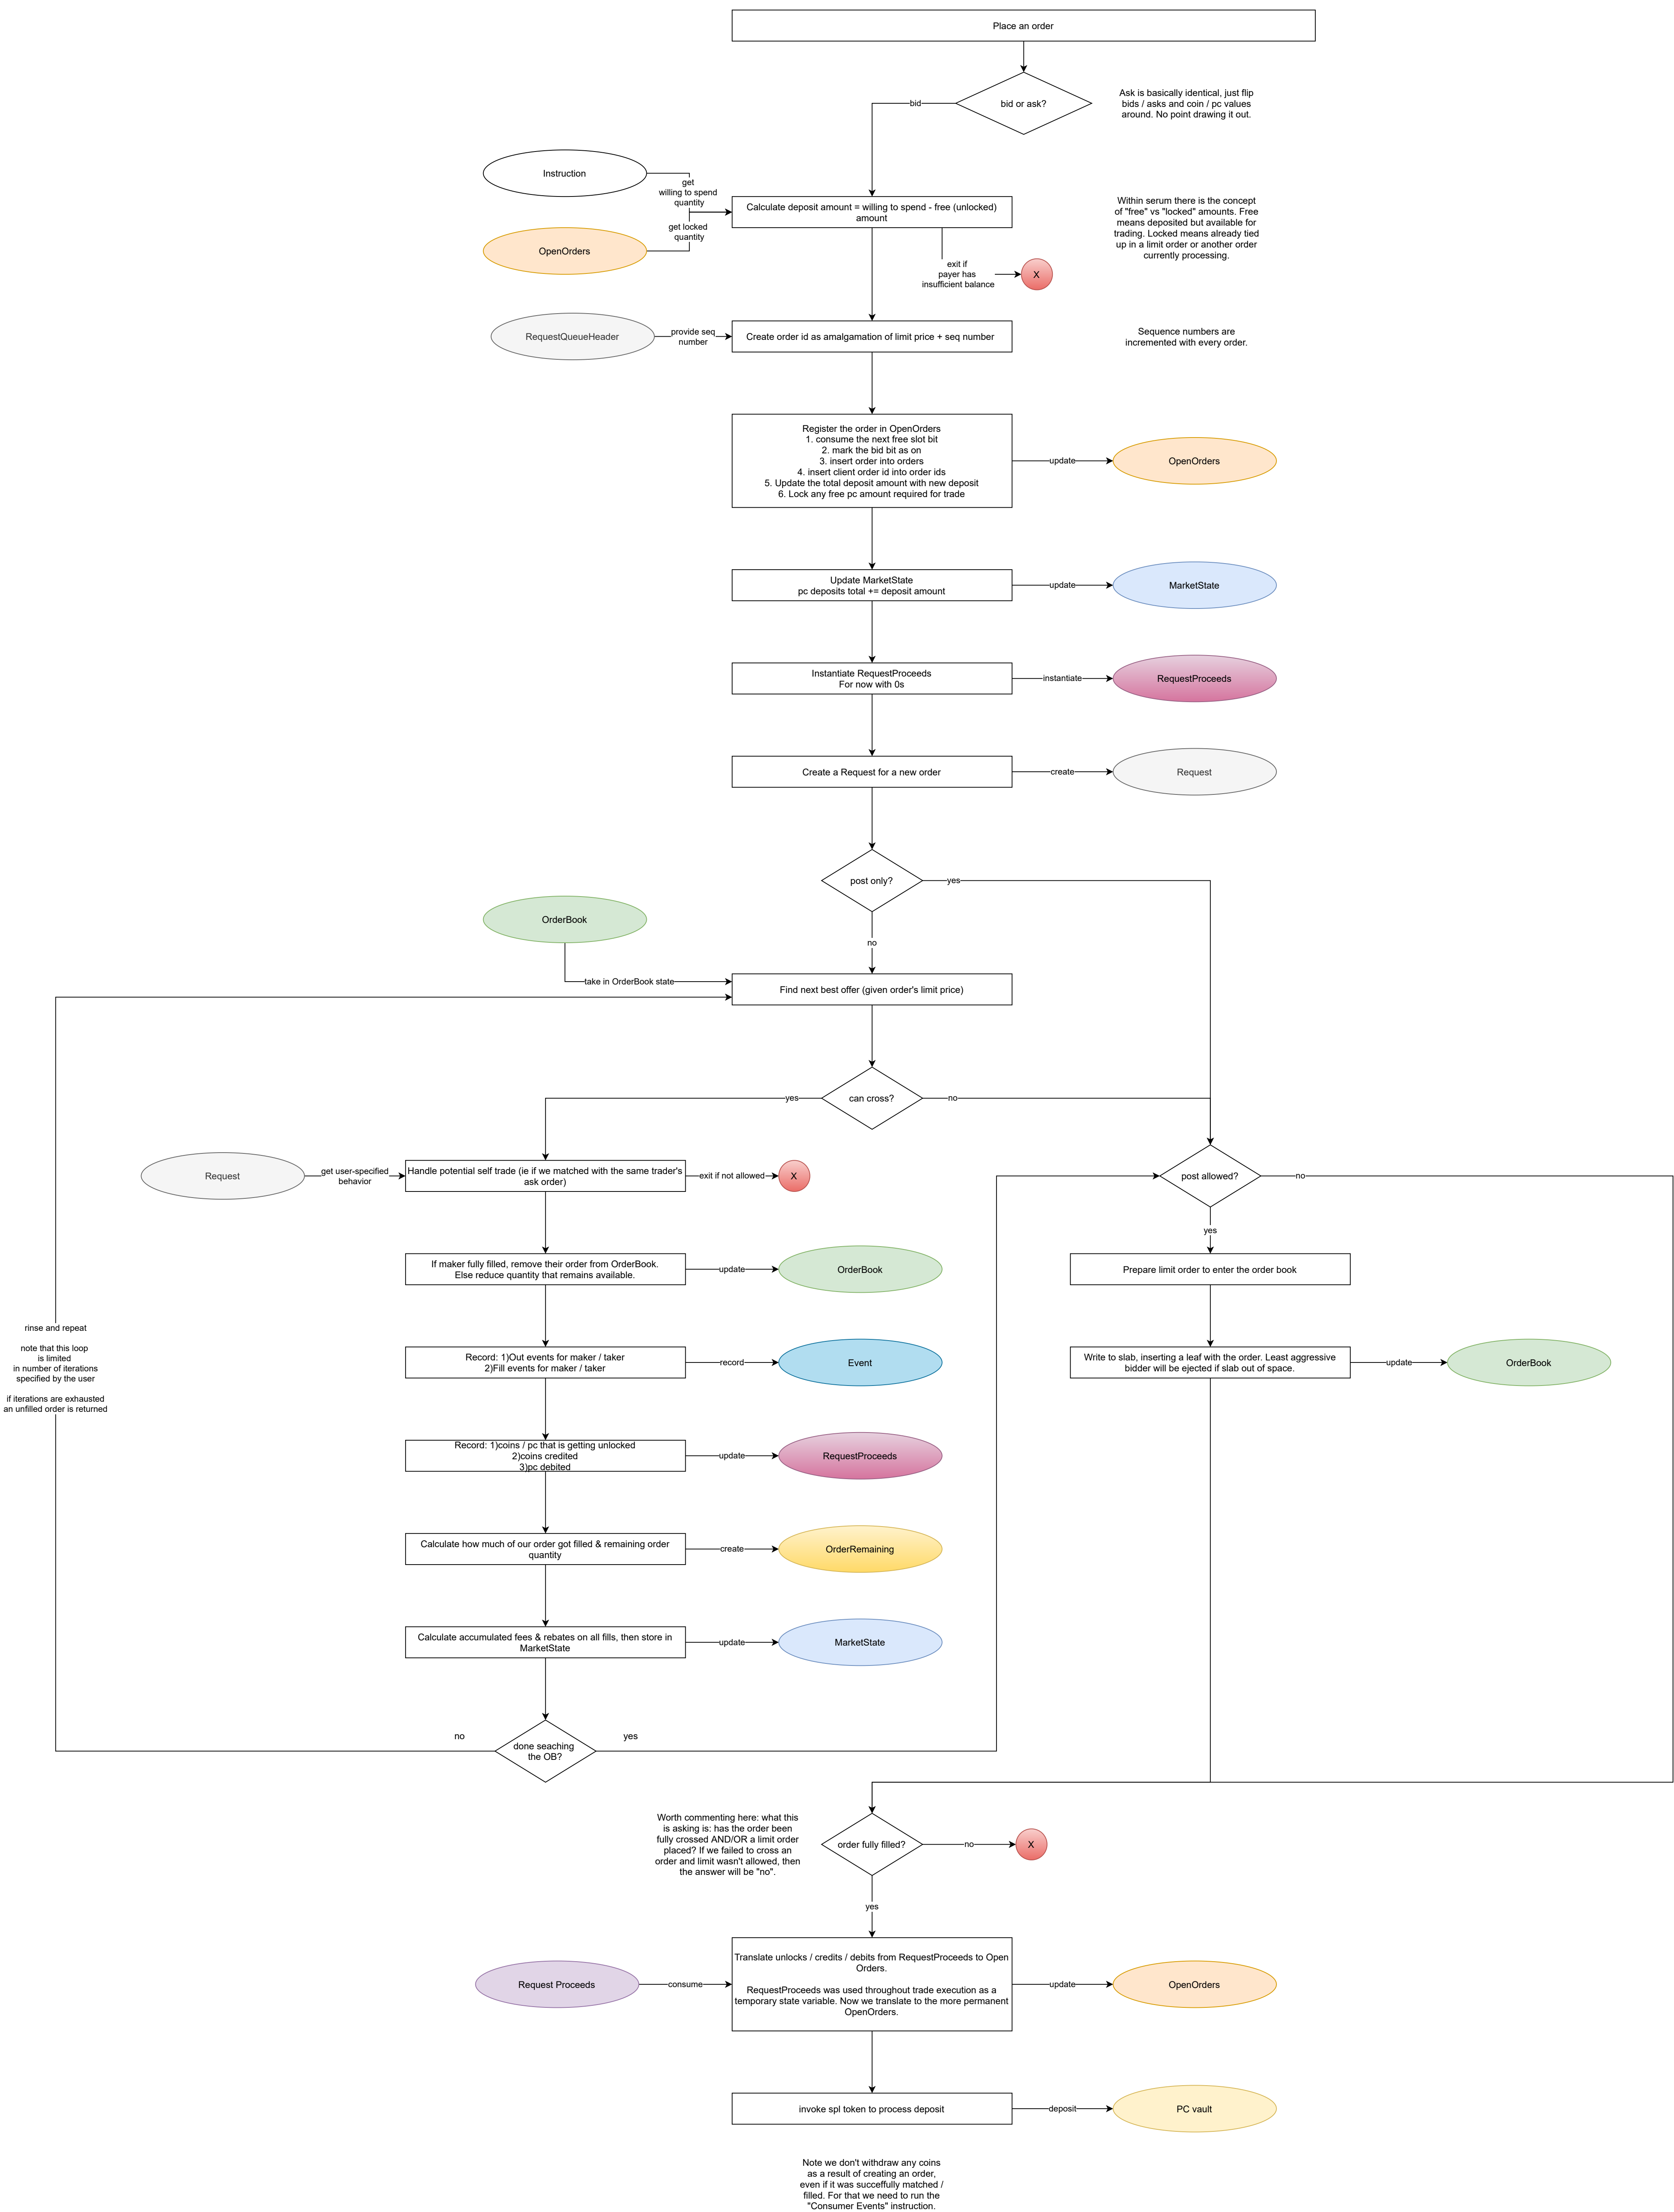 Place an order
bid or ask?
bid
Ask is basically identical, just flip
bids / asks and coin / pc values
around. No point drawing it out.
Instruction
get
willing to spend
quantity
OpenOrders
get locked
quantity
Calculate deposit amount = willing to spend - free (unlocked)
amount
exit if
payer has
insufficient balance
X
Within serum there is the concept
of "free" vs "locked" amounts. Free
means deposited but available for
trading. Locked means already tied
up in a limit order or another order
currently processing.
RequestQueueHeader
provide seq
number
Create order id as amalgamation of limit price + seq number
Sequence numbers are
incremented with every order.
Register the order in OpenOrders
1. consume the next free slot bit
2. mark the bid bit as on
3. insert order into orders
4. insert client order id into order ids
5. Update the total deposit amount with new deposit
6. Lock any free pc amount required for trade
update
OpenOrders
Update MarketState
pc deposits total += deposit amount
update
MarketState
Instantiate RequestProceeds
For now with 0s
instantiate
RequestProceeds
Create a Request for a new order
create
Request
post only?
yes
no
OrderBook
take in OrderBook state
Find next best offer (given order's limit price)
can cross?
yes
no
Request
get user-specified
behavior
Handle potential self trade (ie if we matched with the same trader's
ask order)
exit if not allowed
X
post allowed?
no
yes
If maker fully filled, remove their order from OrderBook.
Else reduce quantity that remains available.
update
OrderBook
Prepare limit order to enter the order book
rinse and repeat
note that this loop
is limited
in number of iterations
specified by the user
if iterations are exhausted
an unfilled order is returned
Record: 1)Out events for maker / taker
2)Fill events for maker / taker
record
Event
Write to slab, inserting a leaf with the order. Least aggressive
bidder will be ejected if slab out of space.
update
OrderBook
Record: 1)coins / pc that is getting unlocked
2)coins credited
3)pc debited
update
RequestProceeds
Calculate how much of our order got filled & remaining order
quantity
create
OrderRemaining
Calculate accumulated fees & rebates on all fills, then store in
MarketState
update
MarketState
no
done seaching
the OB?
yes
Worth commenting here: what this
is asking is: has the order been
fully crossed AND/OR a limit order
placed? If we failed to cross an
order and limit wasn't allowed, then
the answer will be "no".
order fully filled?
no
X
yes
Request Proceeds
consume
Translate unlocks / credits / debits from RequestProceeds to Open
Orders.
RequestProceeds was used throughout trade execution as a
temporary state variable. Now we translate to the more permanent
OpenOrders.
update
OpenOrders
invoke spl token to process deposit
deposit
PC vault
Note we don't withdraw any coins
as a result of creating an order,
even if it was succeffully matched /
filled. For that we need to run the
"Consumer Events" instruction.